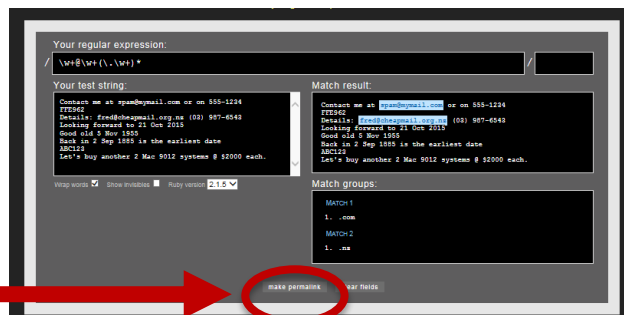 Your regular expression:
/ \w+@\w+(\.\w+)* /
Your test string:
Contact me at spam@mymail.com or on 555-1234
FFE962
Details: fred@cheapmail.org.nz (03) 987-6543
Looking forward to 21 Oct 2015
Good old 5 Nov 1955
Back in 2 Sep 1885 is the earliest date
ABC123
Let's buy another 2 Mac 9012 systems @ $2000 each.
Wrap words Show invisibles Ruby version 2.1.5
Match result:
Contact me at spam@mymail.com or on 555-1234
FFE962
Details: fred@cheapmail.org.nz (03) 987-6543
Looking forward to 21 Oct 2015
Good old 5 Nov 1955
Back in 2 Sep 1885 is the earliest date
ABC123
Let's buy another 2 Mac 9012 systems @ $2000 each.
Match groups:
MATCH 1
1. .com
MATCH 2
1. .nz
make permalink
fields